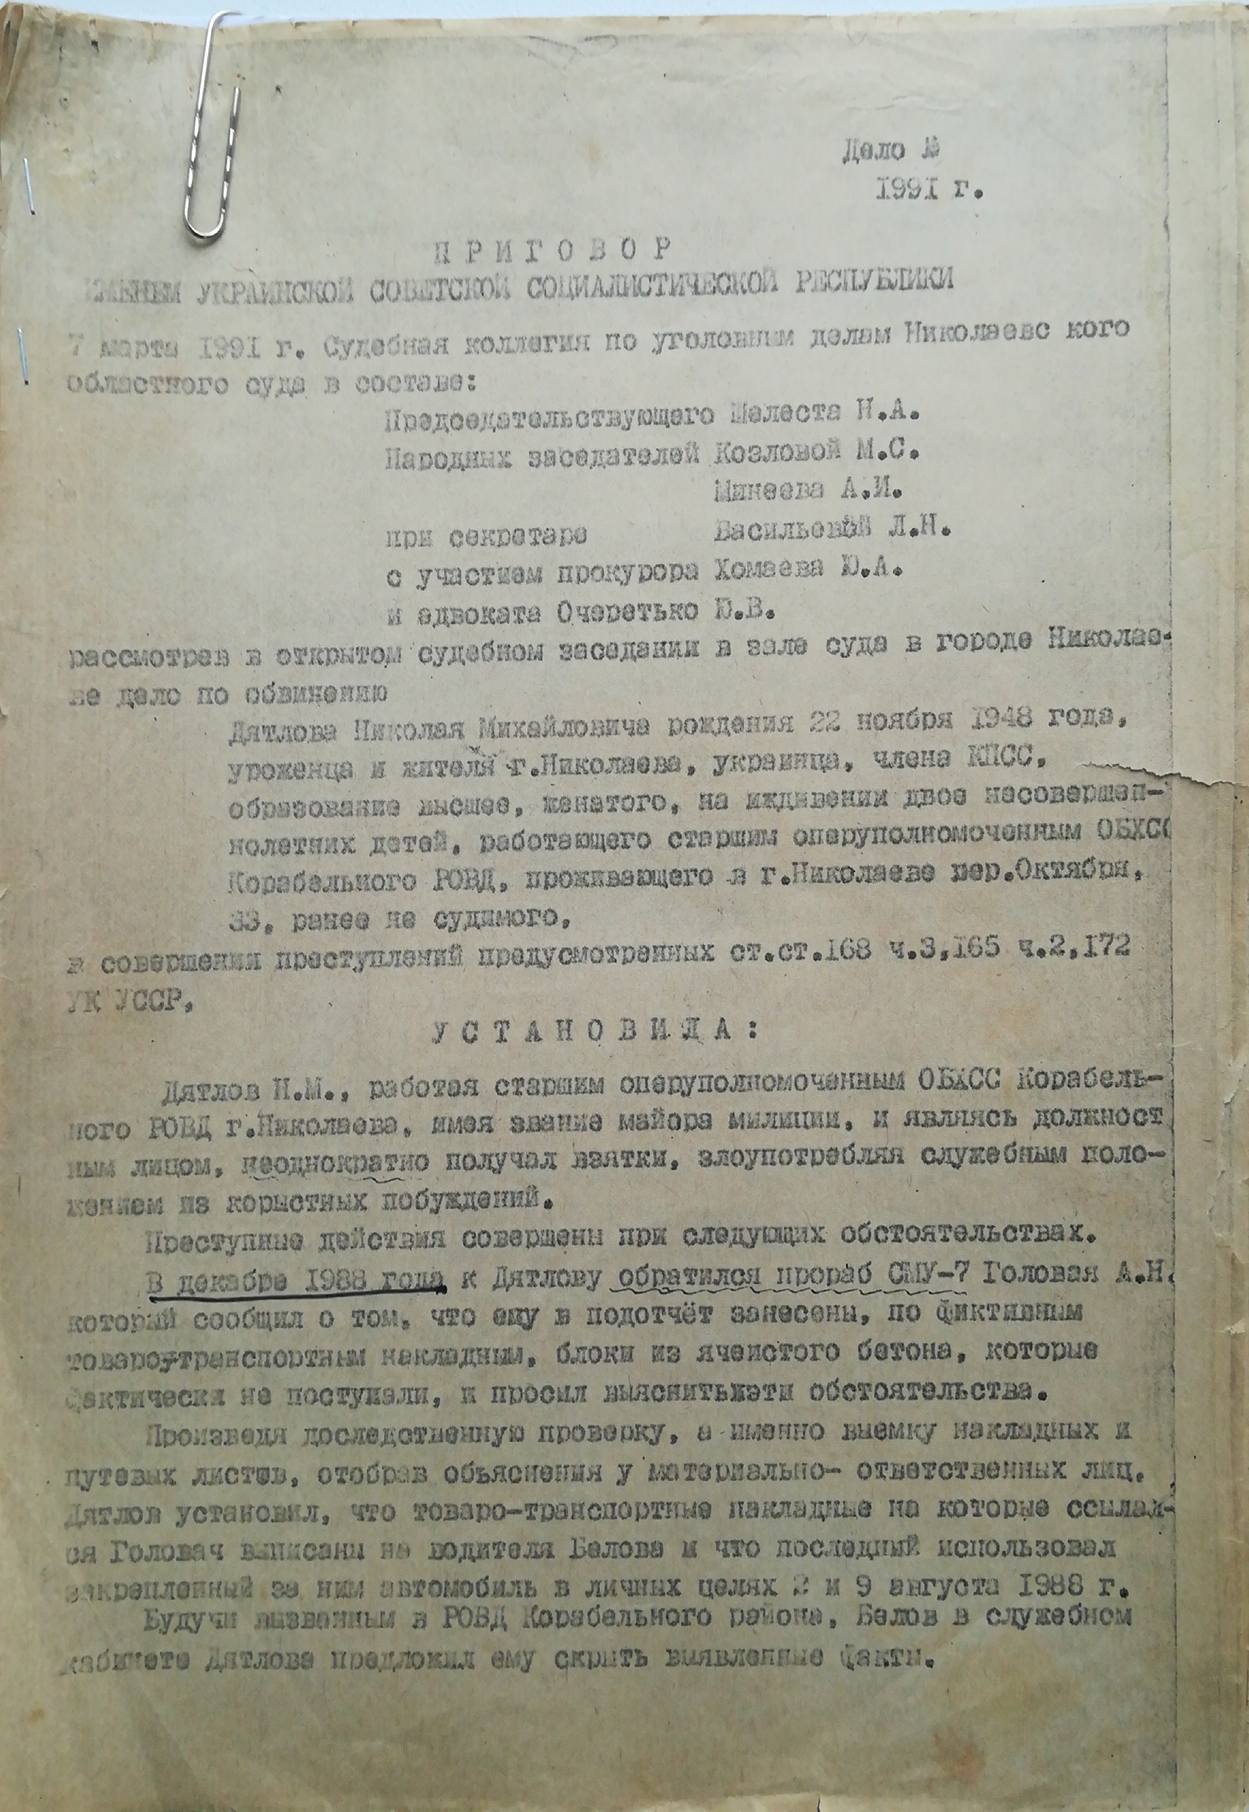 Дело №
1991 г.
П Р И Г О В О Р
ИМЕНЕМ УКРАИНСКОЙ СОВЕТСКОЙ СОЦИАЛИСТИЧЕСКОЙ РЕСПУБЛИКИ
7 марта 1991 г. Судебная коллегия по уголовным делам Николаевс кого
областного суда в составе:
Председательствующего Шелеста Н.А.
Народных заседателей Козловой М.С.
Минеева А.И.
при секретаре Васильевой Л.Н.
с участием прокурора Хомаева Ю.А.
и адвоката Очеретько Ю.В.
рассмотрев в открытом судебном заседании в зале суда в городе Николае-
ве дело по обвинению
Дятлова Николая Михайловича рождения 22 ноября 1948 года,
уроженца и жителя г.Николаева, украинца, члена КПСС,
образование высшее, женатого, на иждивении двое несовершен-
нолетних детей, работающего старшим оперуполномоченным ОБХСС
Корабельного РОВД, проживающего в г.Николаеве пер.Октября,
33, ранее не судимого,
в совершении преступлений предусмотренных ст.ст.168 ч.3,165 ч.2,172
УК УССР,
У С Т А Н О В И Л А :
Дятлов Н.М., работая старшим оперуполномоченным ОБХСС Корабель-
ного РОВД г.Николаева, имея звание майора милиции, и являясь должност
ным лицом, неоднократно получал взятки, злоупотребляя служебным поло-
жением из корыстных побуждений.
Преступные действия совершены при следующих обстоятельствах.
В декабре 1988 года к Дятлову обратился прораб СМУ-7 Головая А.Н.
который сообщил о том, что ему в подотчёт занесены, по фиктивным
товаро-транспортным накладным, блоки из ячеистого бетона, которые
фактически не поступали, и просил выяснитьжэти обстоятельства.
Произведя доследственную проверку, а именно выемку накладных и
путевых листов, отобрав объяснения у материально- ответственных лиц,
Дятлов установил, что товаро-транспортные накладные на которые ссылал-
ся Головач выписаны на водителя Белова и что последний использовал
закрепленный за ним автомобиль в личных целях 2 и 9 августа 1988 г.
Будучи вызванным в РОВД Корабельного района, Белов в служебном
кабинете Дятлова предложил ему скрыть выявленные факты.